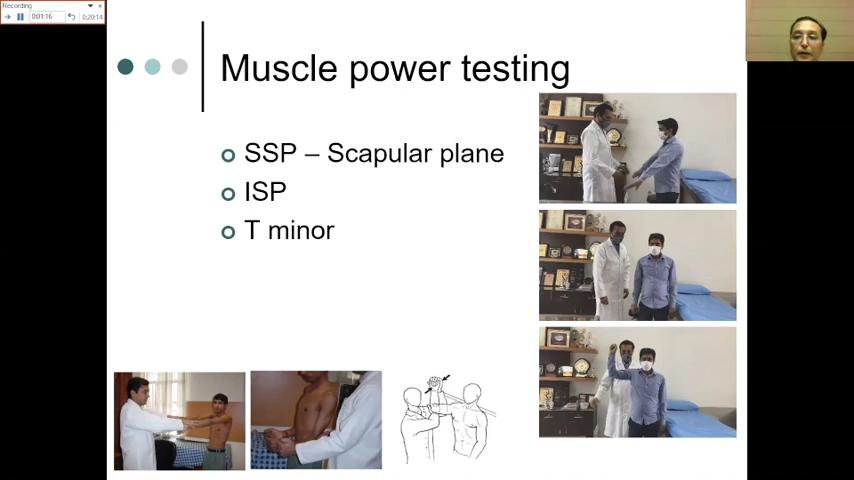 Recording
0:01:16
0:20:14
Muscle power testing
SSP – Scapular plane
ISP
T minor